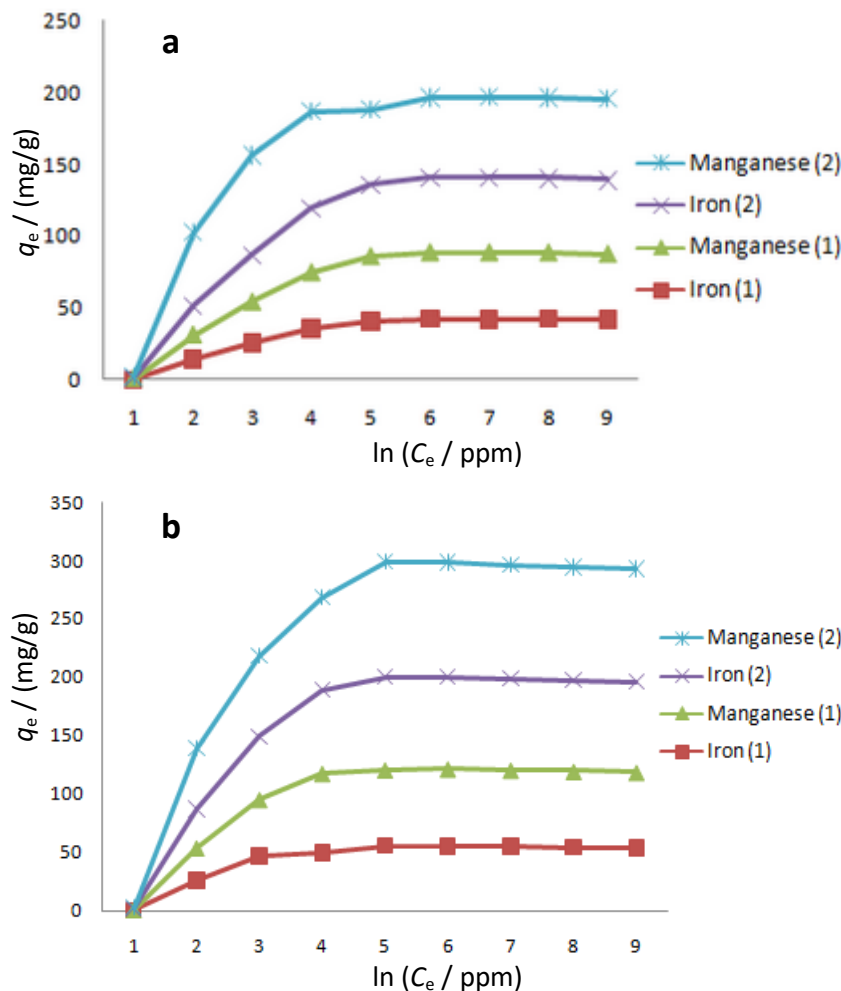 a
250
200
150
100
50
0
qe / (mg/g)
1 2 3 4 5 6 7 8 9
ln (Ce / ppm)
Manganese (2)
Iron (2)
Manganese (1)
Iron (1)
b
350
300
250
200
150
100
50
0
qe / (mg/g)
1 2 3 4 5 6 7 8 9
ln (Ce / ppm)
Manganese (2)
Iron (2)
Manganese (1)
Iron (1)